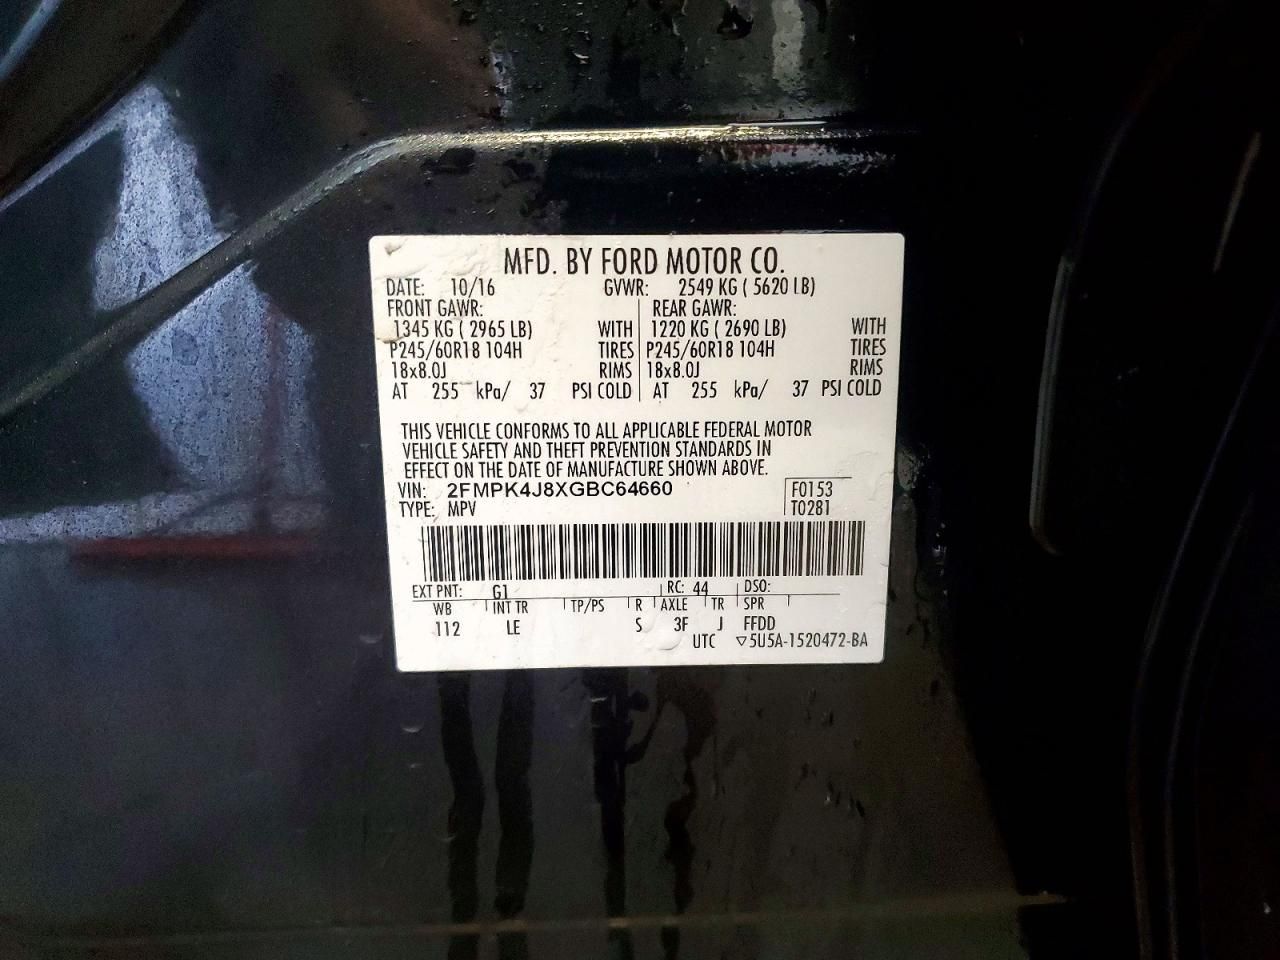 MFD. BY FORD MOTOR CO.
DATE: 10/16 GVWR: 2549 KG ( 5620 LB)
FRONT GAWR: REAR GAWR:
1345 KG ( 2965 LB) WITH 1220 KG ( 2690 LB) WITH
P245/60R18 104H TIRES P245/60R18 104H TIRES
18x8.0J RIMS 18x8.0J RIMS
AT 255 kPa/ 37 PSI COLD AT 255 kPa/ 37 PSI COLD
THIS VEHICLE CONFORMS TO ALL APPLICABLE FEDERAL MOTOR
VEHICLE SAFETY AND THEFT PREVENTION STANDARDS IN
EFFECT ON THE DATE OF MANUFACTURE SHOWN ABOVE.
VIN: 2FMPK4J8XGBC64660 F0153
TYPE: MPV T0281
EXT PNT: G1 RC: 44 DSO:
WB INT TR TP/PS R AXLE TR SPR
112 LE S 3F J FFDD
UTC ▽5U5A-1520472-BA